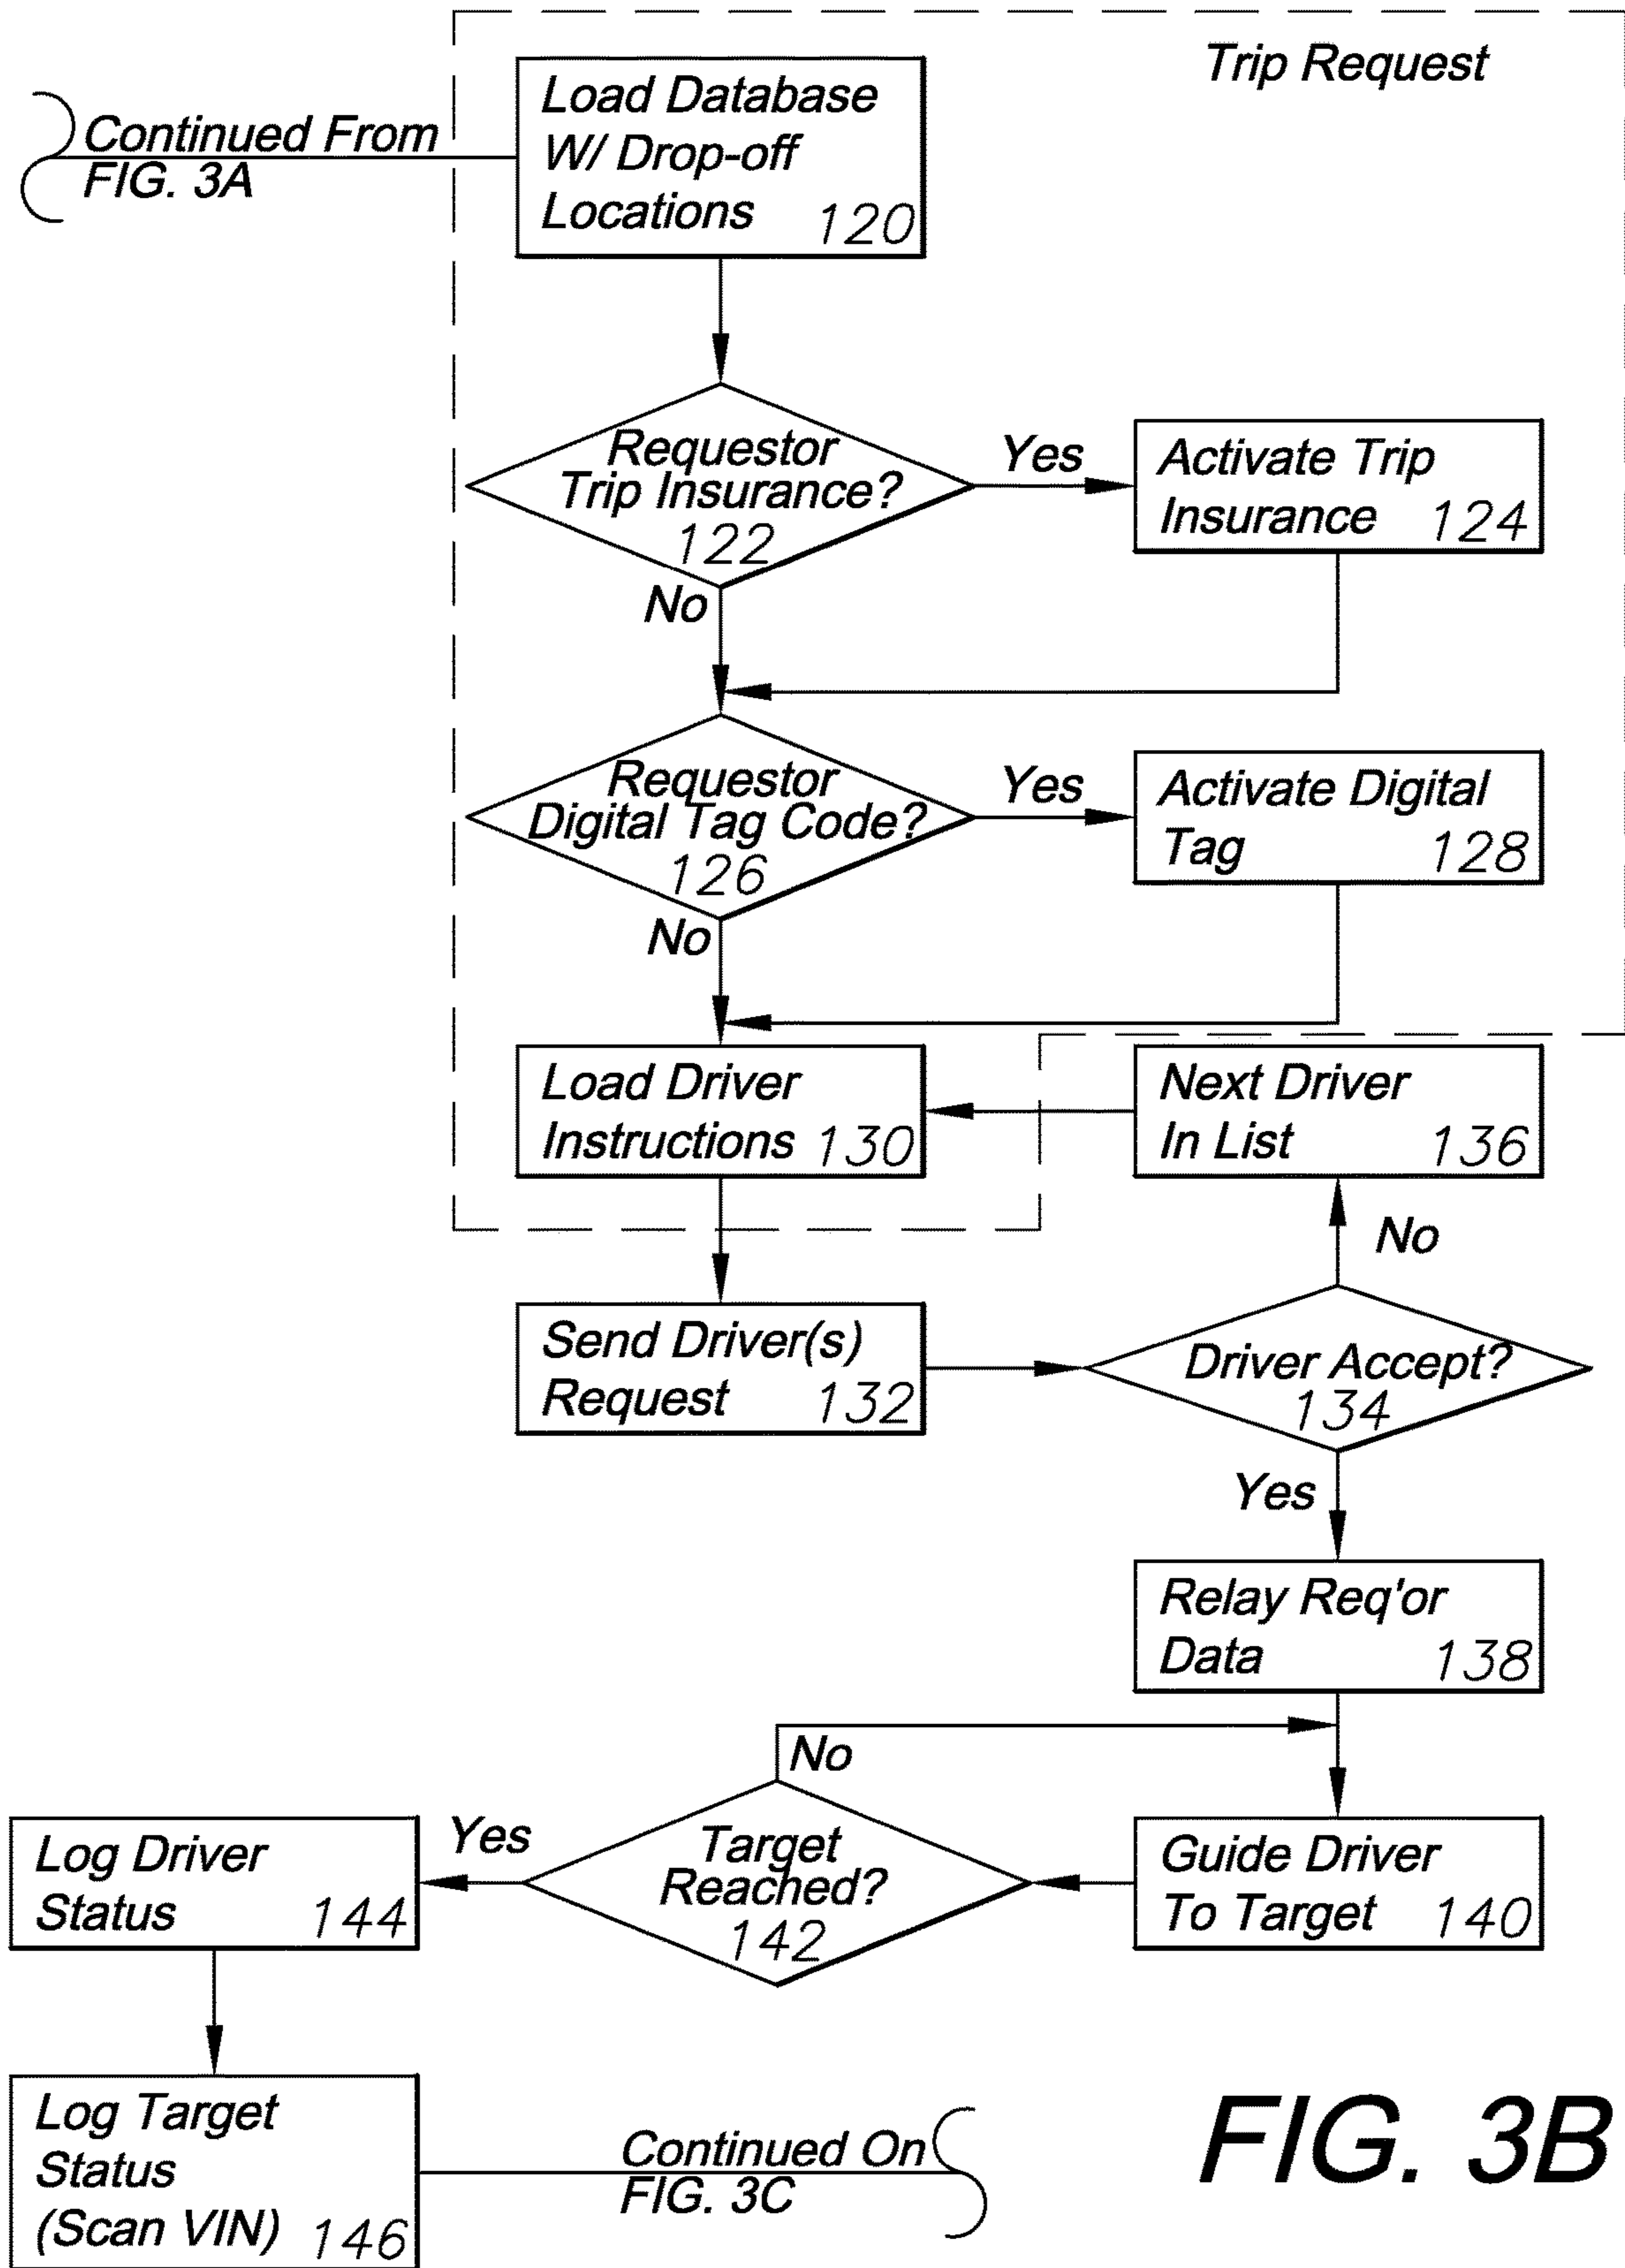 Trip Request
Load Database
W/ Drop-off
Locations 120
Continued From
FIG. 3A
Requestor
Trip Insurance?
122
Yes
Activate Trip
Insurance 124
No
Requestor
Digital Tag Code?
126
Yes
Activate Digital
Tag 128
No
Load Driver
Instructions 130
Next Driver
In List 136
No
Send Driver(s)
Request 132
Driver Accept?
134
Yes
Relay Req'or
Data 138
No
Log Driver
Status 144
Yes
Target
Reached?
142
Guide Driver
To Target 140
Log Target
Status
(Scan VIN) 146
Continued On
FIG. 3C
FIG. 3B